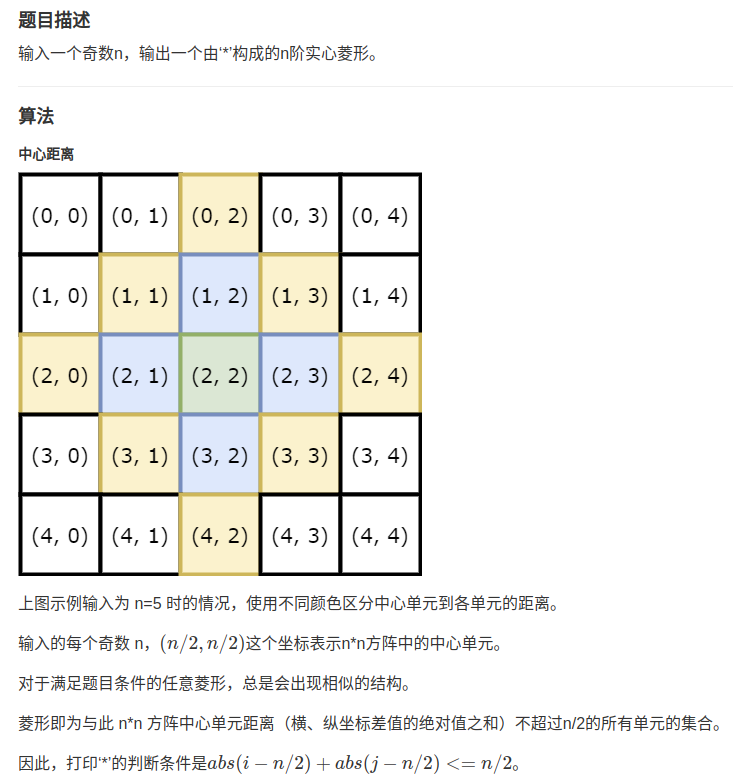 题目描述
输入一个奇数n，输出一个由‘*’构成的n阶实心菱形。
算法
中心距离
(0, 0) (0, 1) (0, 2) (0, 3) (0, 4)
(1, 0) (1, 1) (1, 2) (1, 3) (1, 4)
(2, 0) (2, 1) (2, 2) (2, 3) (2, 4)
(3, 0) (3, 1) (3, 2) (3, 3) (3, 4)
(4, 0) (4, 1) (4, 2) (4, 3) (4, 4)
上图示例输入为 n=5 时的情况，使用不同颜色区分中心单元到各单元的距离。
输入的每个奇数 n，(n/2, n/2)这个坐标表示n*n方阵中的中心单元。
对于满足题目条件的任意菱形，总是会出现相似的结构。
菱形即为与此 n*n 方阵中心单元距离（横、纵坐标差值的绝对值之和）不超过n/2的所有单元的集合。
因此，打印‘*’的判断条件是abs(i − n/2) + abs(j − n/2) <= n/2。